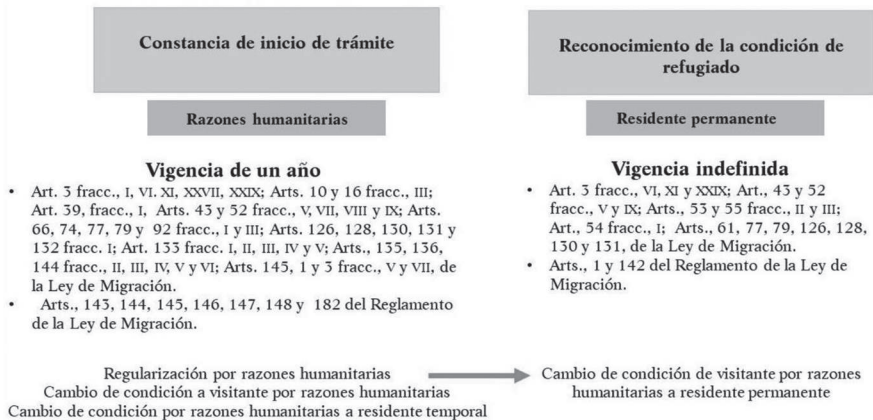 Constancia de inicio de trámite
Razones humanitarias
Vigencia de un año
• Art. 3 fracc., I, VI. XI, XXVII, XXIX; Arts. 10 y 16 fracc., III;
Art. 39, fracc., I, Arts. 43 y 52 fracc., V, VII, VIII y IX; Arts.
66, 74, 77, 79 y 92 fracc., I y III; Arts. 126, 128, 130, 131 y
132 fracc. I; Art. 133 fracc. I, II, III, IV y V; Arts., 135, 136,
144 fracc., II, III, IV, V y VI; Arts. 145, 1 y 3 fracc., V y VII, de
la Ley de Migración.
• Arts., 143, 144, 145, 146, 147, 148 y 182 del Reglamento
de la Ley de Migración.
Regularización por razones humanitarias
Cambio de condición a visitante por razones humanitarias
Cambio de condición por razones humanitarias a residente temporal
Reconocimiento de la condición de
refugiado
Residente permanente
Vigencia indefinida
• Art. 3 fracc., VI, XI y XXIX; Art., 43 y 52
fracc., V y IX; Arts., 53 y 55 fracc., II y III;
Art., 54 fracc., I; Arts., 61, 77, 79, 126, 128,
130 y 131, de la Ley de Migración.
• Arts., 1 y 142 del Reglamento de la Ley de
Migración.
Cambio de condición de visitante por razones
humanitarias a residente permanente